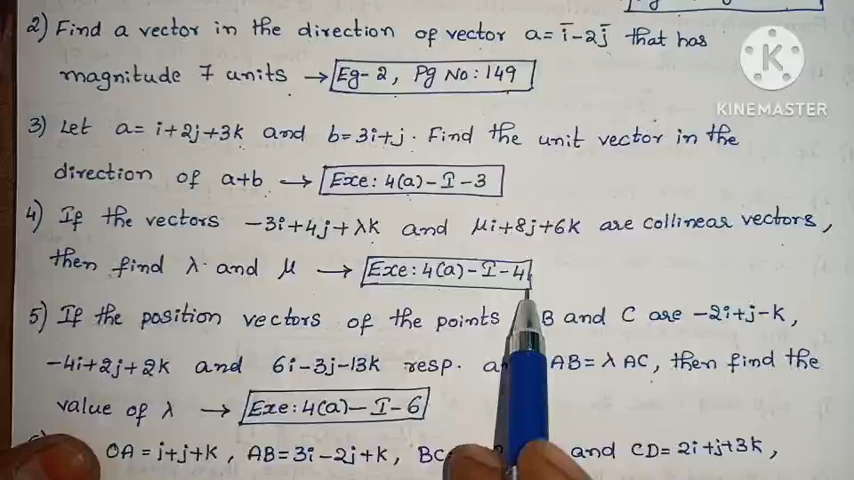 2) Find a vector in the direction of vector a = i̅ - 2j̅ that has
magnitude 7 units → Eg-2, Pg No: 149
K
KINEMASTER
3) Let a = i+2j+3k and b=3i+j. Find the unit vector in the
direction of a+b → Exe: 4(a)-I-3
4) If the vectors -3i+4j+λk and μi+8j+6k are collinear vectors,
then find λ and μ → Exe: 4(a)-I-4
5) If the position vectors of the points B and C are -2i+j-k,
-4i+2j+2k and 6i-3j-13k resp. AB=λAC, then find the
value of λ → Exe: 4(a)-I-6
OA = i+j+k, AB=3i-2j+k, and CD= 2i+j+3k,